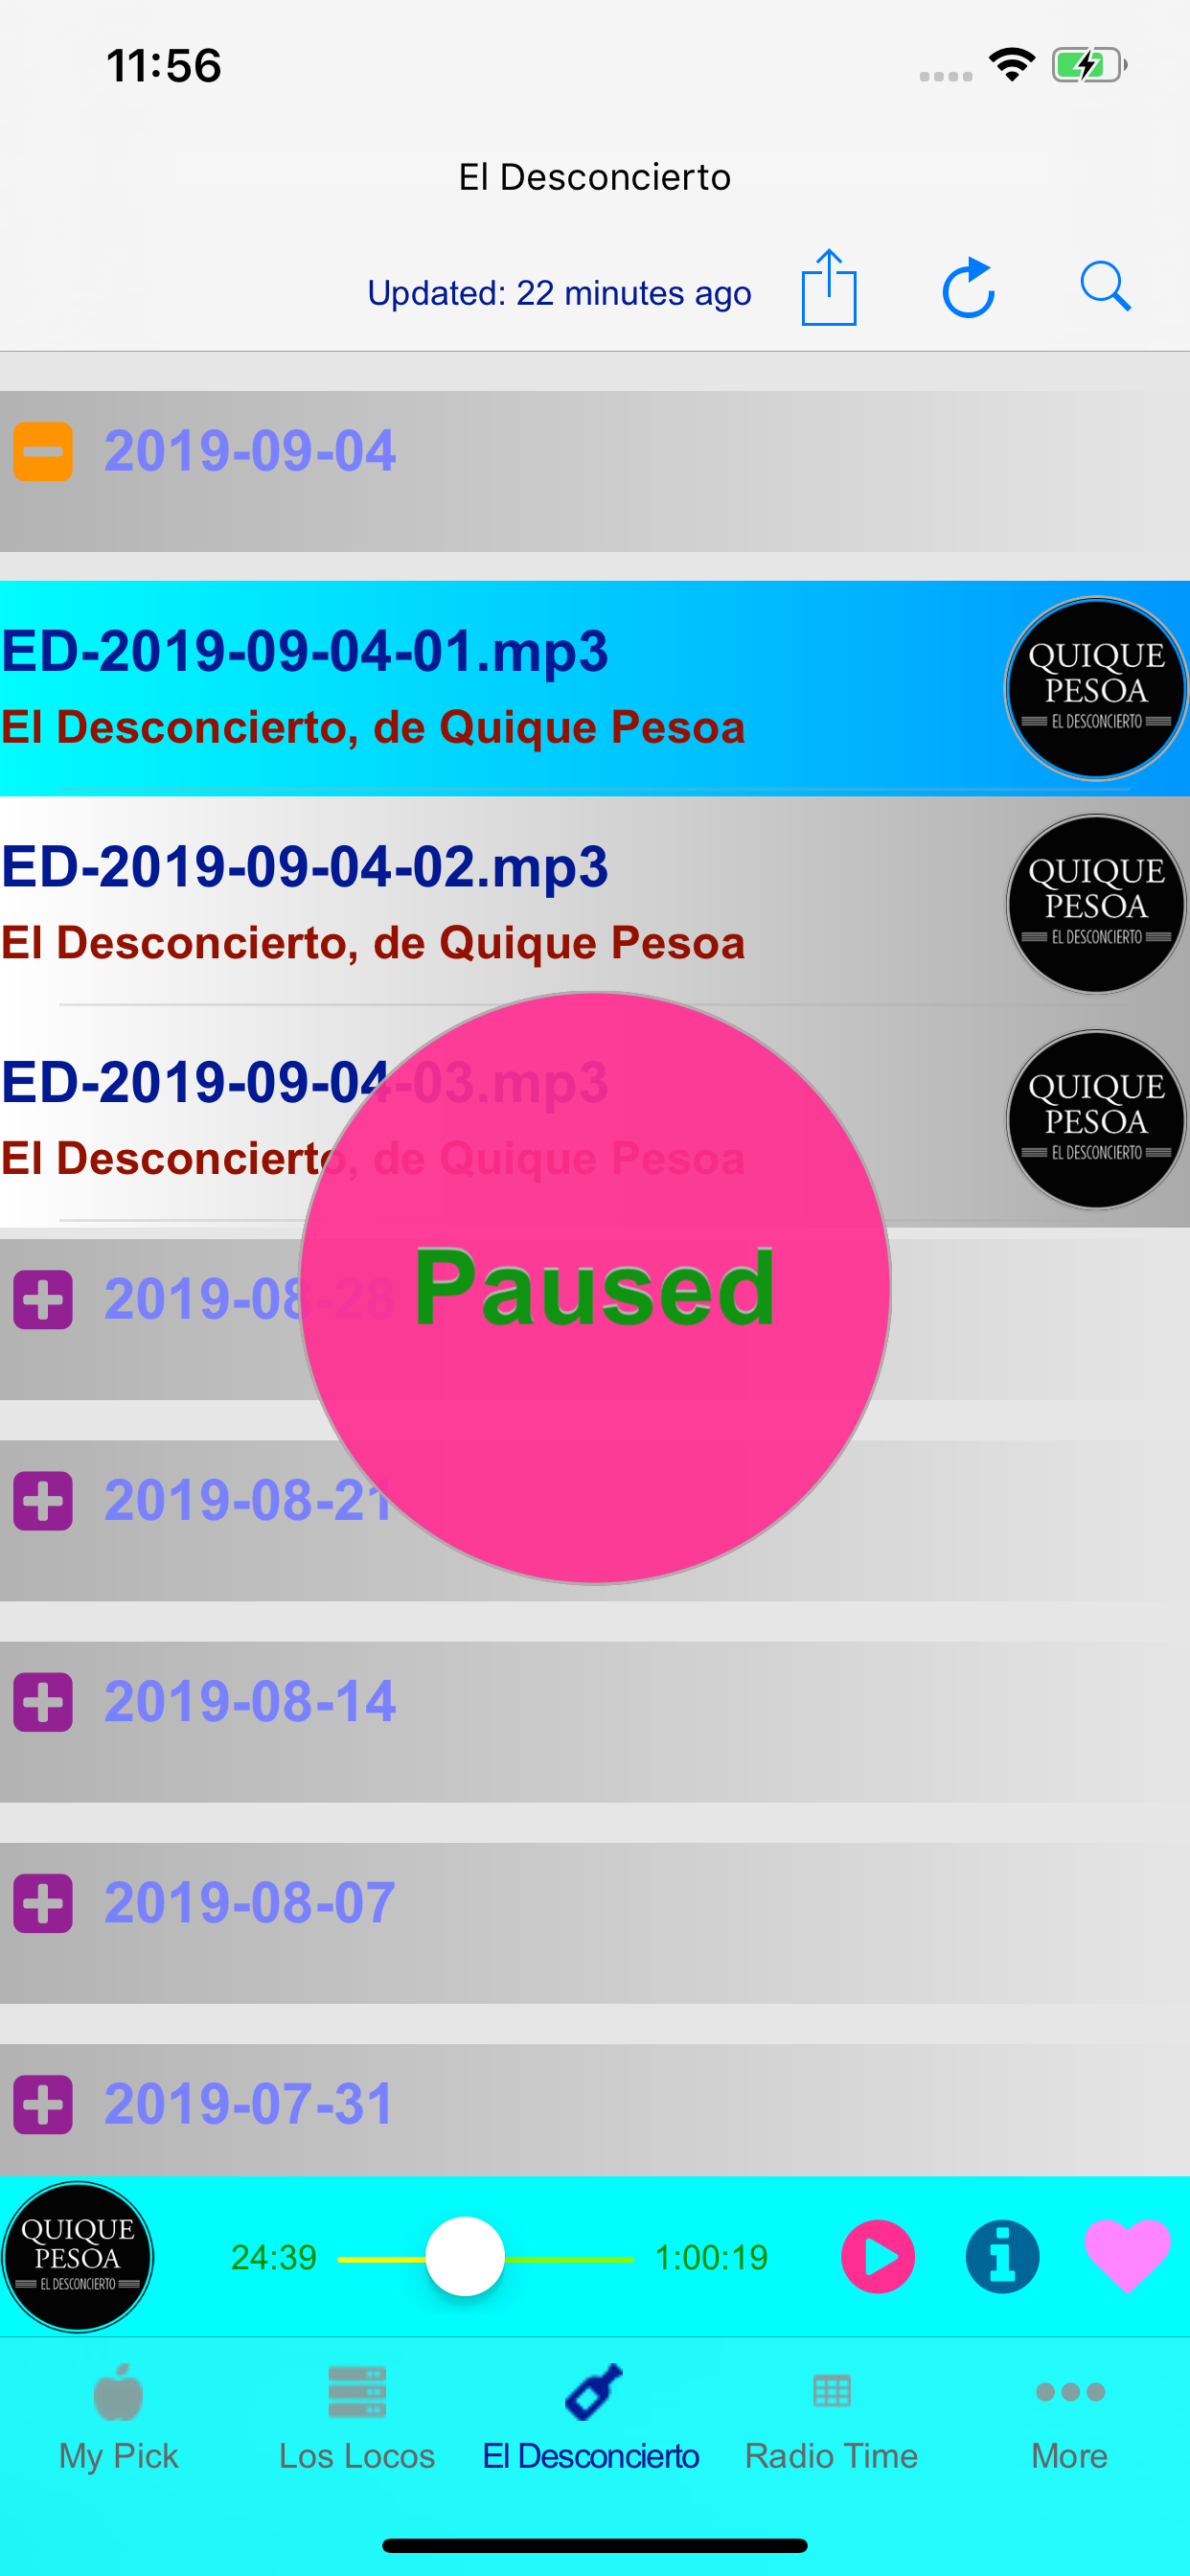 11:56
El Desconcierto
Updated: 22 minutes ago
2019-09-04
ED-2019-09-04-01.mp3
El Desconcierto, de Quique Pesoa
QUIQUE
PESOA
EL DESCONCIERTO
ED-2019-09-04-02.mp3
El Desconcierto, de Quique Pesoa
QUIQUE
PESOA
EL DESCONCIERTO
ED-2019-09-04-03.mp3
El Desconcierto, de Quique Pesoa
QUIQUE
PESOA
EL DESCONCIERTO
2019-08-28
Paused
2019-08-21
2019-08-14
2019-08-07
2019-07-31
QUIQUE
PESOA
EL DESCONCIERTO
24:39 1:00:19
My Pick Los Locos El Desconcierto Radio Time More